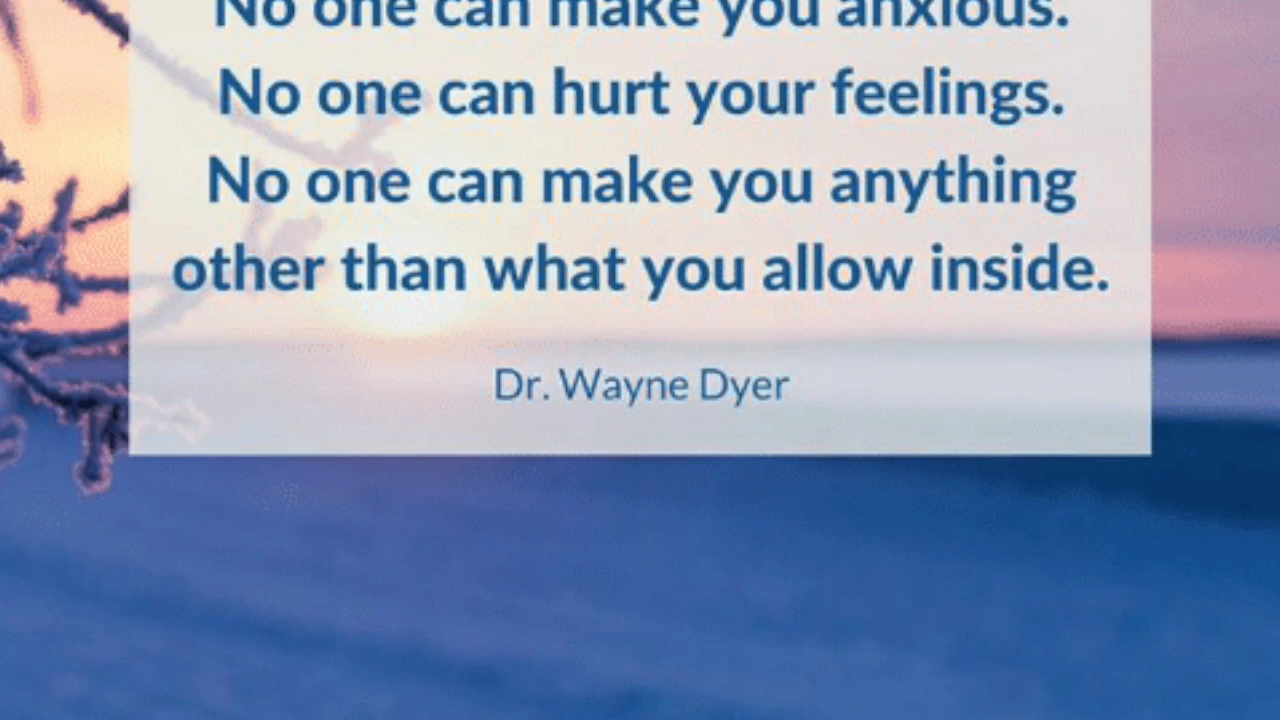 No one can make you anxious.
No one can hurt your feelings.
No one can make you anything
other than what you allow inside.
Dr. Wayne Dyer